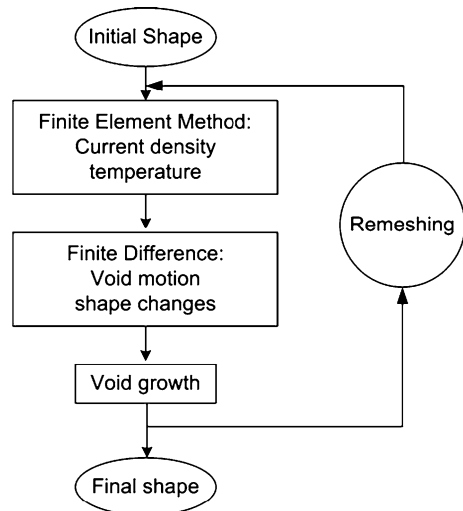 Initial Shape
Finite Element Method:
Current density
temperature
Remeshing
Finite Difference:
Void motion
shape changes
Void growth
Final shape